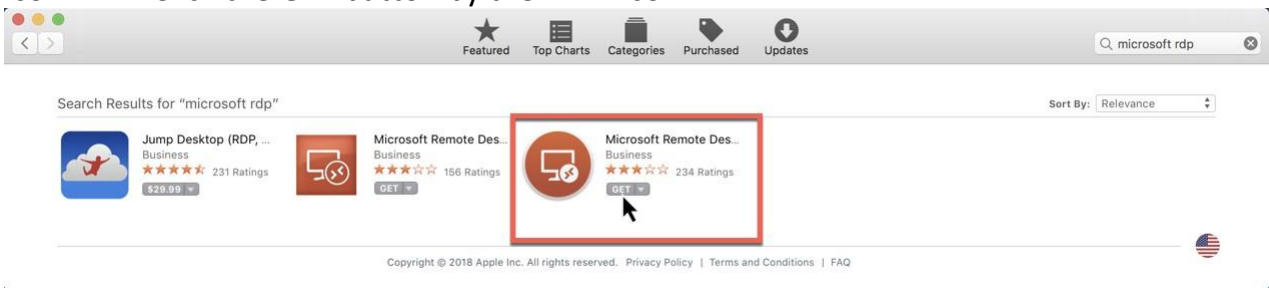 Featured Top Charts Categories Purchased Updates
microsoft rdp
Search Results for “microsoft rdp”
Sort By: Relevance
Jump Desktop (RDP, ...
Business
231 Ratings
$29.99
Microsoft Remote Des...
Business
156 Ratings
GET
Microsoft Remote Des...
Business
234 Ratings
GET
Copyright © 2018 Apple Inc. All rights reserved. Privacy Policy | Terms and Conditions | FAQ